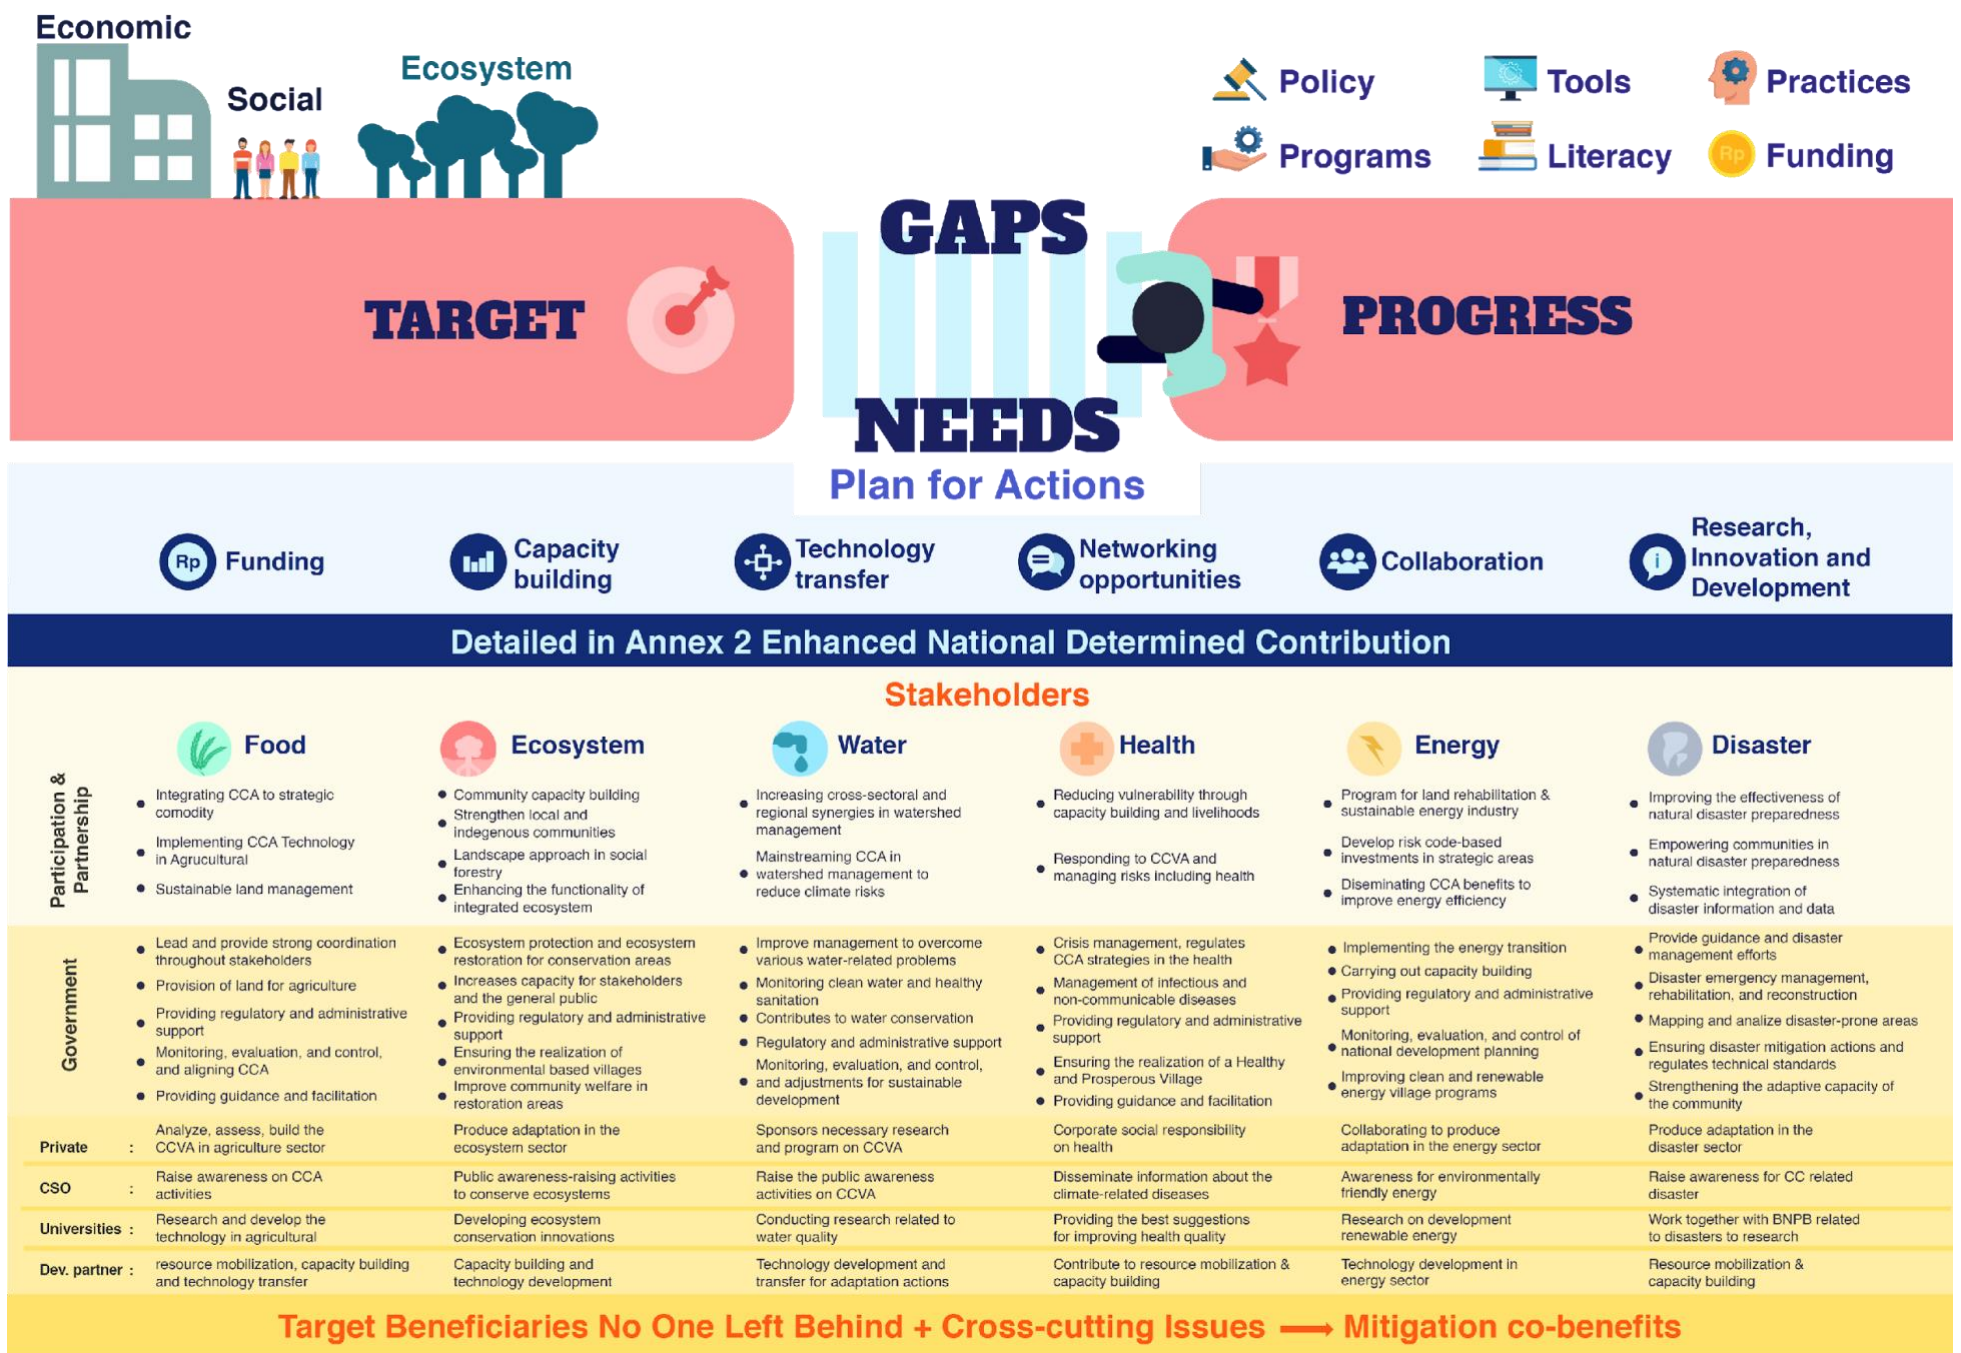 Economic
Social
Ecosystem
Policy
Tools
Practices
Programs
Literacy
Funding
Rp
TARGET
GAPS
NEEDS
PROGRESS
Plan for Actions
Rp
Funding
Capacity
building
Technology
transfer
Networking
opportunities
Collaboration
i
Research,
Innovation and
Development
Detailed in Annex 2 Enhanced National Determined Contribution
Stakeholders
Food
Ecosystem
Water
Health
Energy
Disaster
Participation &
Partnership
• Integrating CCA to strategic
comodity
• Implementing CCA Technology
in Agrucultural
• Sustainable land management
• Community capacity building
• Strengthen local and
indegenous communities
• Landscape approach in social
forestry
• Enhancing the functionality of
integrated ecosystem
• Increasing cross-sectoral and
regional synergies in watershed
management
• Mainstreaming CCA in
watershed management to
reduce climate risks
• Reducing vulnerability through
capacity building and livelihoods
• Responding to CCVA and
managing risks including health
• Program for land rehabilitation &
sustainable energy industry
• Develop risk code-based
investments in strategic areas
• Diseminating CCA benefits to
improve energy efficiency
• Improving the effectiveness of
natural disaster preparedness
• Empowering communities in
natural disaster preparedness
• Systematic integration of
disaster information and data
Government
• Lead and provide strong coordination
throughout stakeholders
• Provision of land for agriculture
• Providing regulatory and administrative
support
• Monitoring, evaluation, and control,
and aligning CCA
• Providing guidance and facilitation
• Ecosystem protection and ecosystem
restoration for conservation areas
• Increases capacity for stakeholders
and the general public
• Providing regulatory and administrative
support
• Ensuring the realization of
environmental based villages
• Improve community welfare in
restoration areas
• Improve management to overcome
various water-related problems
• Monitoring clean water and healthy
sanitation
• Contributes to water conservation
• Regulatory and administrative support
• Monitoring, evaluation, and control,
and adjustments for sustainable
development
• Crisis management, regulates
CCA strategies in the health
• Management of infectious and
non-communicable diseases
• Providing regulatory and administrative
support
• Ensuring the realization of a Healthy
and Prosperous Village
• Providing guidance and facilitation
• Implementing the energy transition
• Carrying out capacity building
• Providing regulatory and administrative
support
• Monitoring, evaluation, and control of
national development planning
• Improving clean and renewable
energy village programs
• Provide guidance and disaster
management efforts
• Disaster emergency management,
rehabilitation, and reconstruction
• Mapping and analize disaster-prone areas
• Ensuring disaster mitigation actions and
regulates technical standards
• Strengthening the adaptive capacity of
the community
Private :
Analyze, assess, build the
CCVA in agriculture sector
Produce adaptation in the
ecosystem sector
Sponsors necessary research
and program on CCVA
Corporate social responsibility
on health
Collaborating to produce
adaptation in the energy sector
Produce adaptation in the
disaster sector
CSO :
Raise awareness on CCA
activities
Public awareness-raising activities
to conserve ecosystems
Raise the public awareness
activities on CCVA
Disseminate information about the
climate-related diseases
Awareness for environmentally
friendly energy
Raise awareness for CC related
disaster
Universities :
Research and develop the
technology in agricultural
Developing ecosystem
conservation innovations
Conducting research related to
water quality
Providing the best suggestions
for improving health quality
Research on development
renewable energy
Work together with BNPB related
to disasters to research
Dev. partner :
resource mobilization, capacity building
and technology transfer
Capacity building and
technology development
Technology development and
transfer for adaptation actions
Contribute to resource mobilization &
capacity building
Technology development in
energy sector
Resource mobilization &
capacity building
Target Beneficiaries No One Left Behind + Cross-cutting Issues ⟶ Mitigation co-benefits